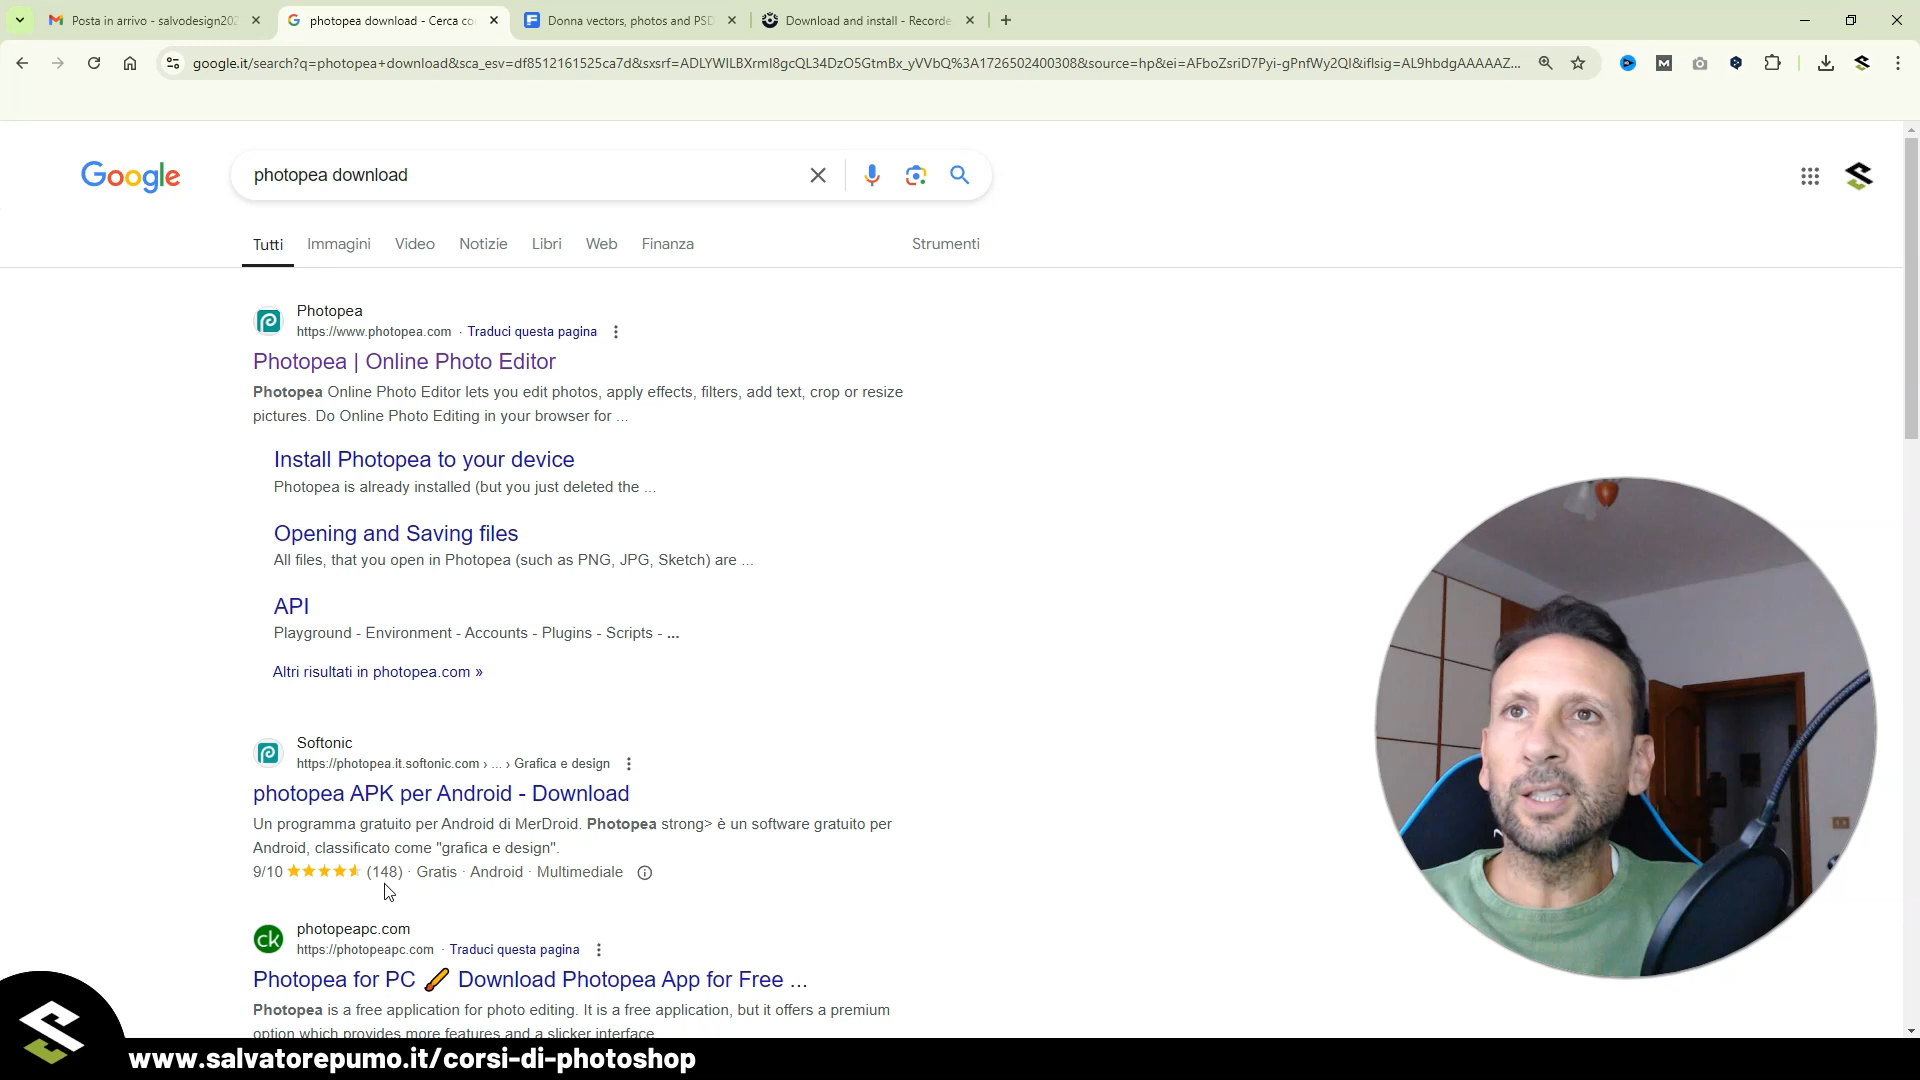 Posta in arrivo - salvodesign202
photopea download - Cerca co
Donna vectors, photos and PSD
Download and install - Recorde
google.it/search?q=photopea+download&sca_esv=df8512161525ca7d&sxsrf=ADLYWILBXrmI8gcQL34DzO5GtmBx_yVVbQ%3A1726502400308&source=hp&ei=AFboZsriD7Pyi-gPnfWy2QI&iflsig=AL9hbdgAAAAAZ...
Google
photopea download
Tutti Immagini Video Notizie Libri Web Finanza Strumenti
Photopea
https://www.photopea.com · Traduci questa pagina
Photopea | Online Photo Editor
Photopea Online Photo Editor lets you edit photos, apply effects, filters, add text, crop or resize
pictures. Do Online Photo Editing in your browser for ...
Install Photopea to your device
Photopea is already installed (but you just deleted the ...
Opening and Saving files
All files, that you open in Photopea (such as PNG, JPG, Sketch) are ...
API
Playground - Environment - Accounts - Plugins - Scripts - ...
Altri risultati in photopea.com »
Softonic
https://photopea.it.softonic.com › ... › Grafica e design
photopea APK per Android - Download
Un programma gratuito per Android di MerDroid. Photopea strong> è un software gratuito per
Android, classificato come "grafica e design".
9/10 (148) · Gratis · Android · Multimediale
ck
photopeapc.com
https://photopeapc.com · Traduci questa pagina
Photopea for PC 🖌️ Download Photopea App for Free ...
Photopea is a free application for photo editing. It is a free application, but it offers a premium
option which provides more features and a slicker interface.
www.salvatorepumo.it/corsi-di-photoshop